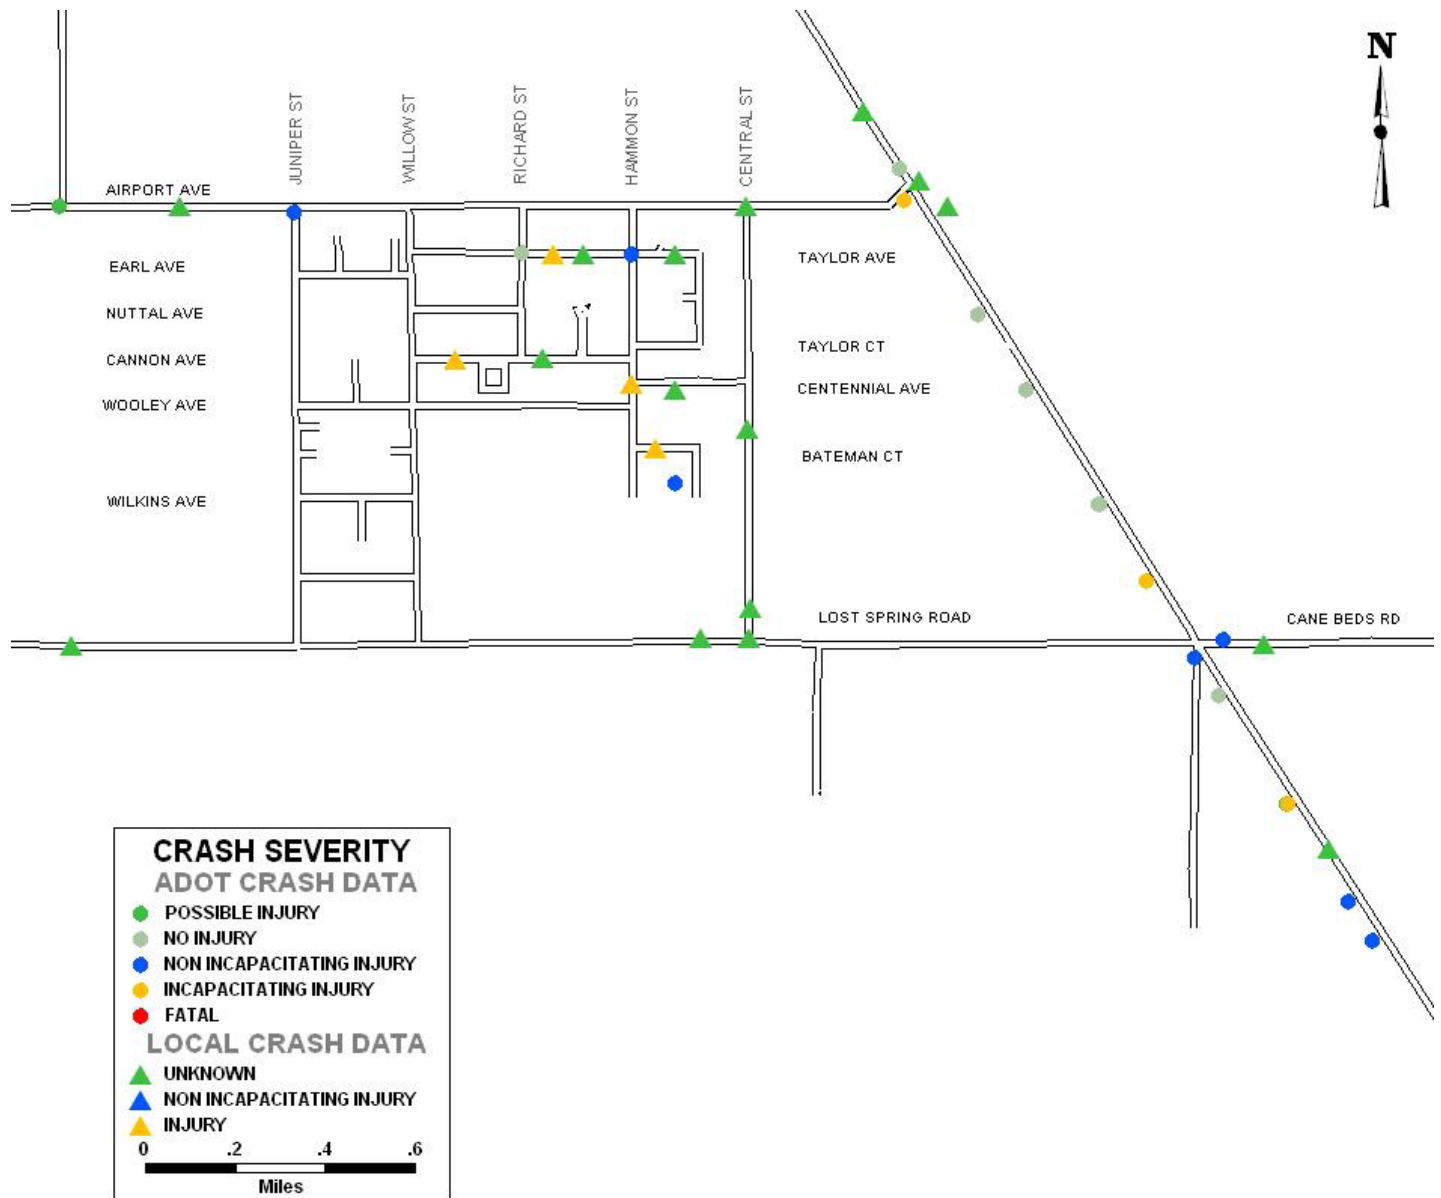 N
JUNIPER ST
WILLOW ST
RICHARD ST
HAMMON ST
CENTRAL ST
AIRPORT AVE
EARL AVE
TAYLOR AVE
NUTTAL AVE
CANNON AVE
TAYLOR CT
WOOLEY AVE
CENTENNIAL AVE
BATEMAN CT
WILKINS AVE
LOST SPRING ROAD
CANE BEDS RD
CRASH SEVERITY
ADOT CRASH DATA
POSSIBLE INJURY
NO INJURY
NON INCAPACITATING INJURY
INCAPACITATING INJURY
FATAL
LOCAL CRASH DATA
UNKNOWN
NON INCAPACITATING INJURY
INJURY
0 .2 .4 .6
Miles